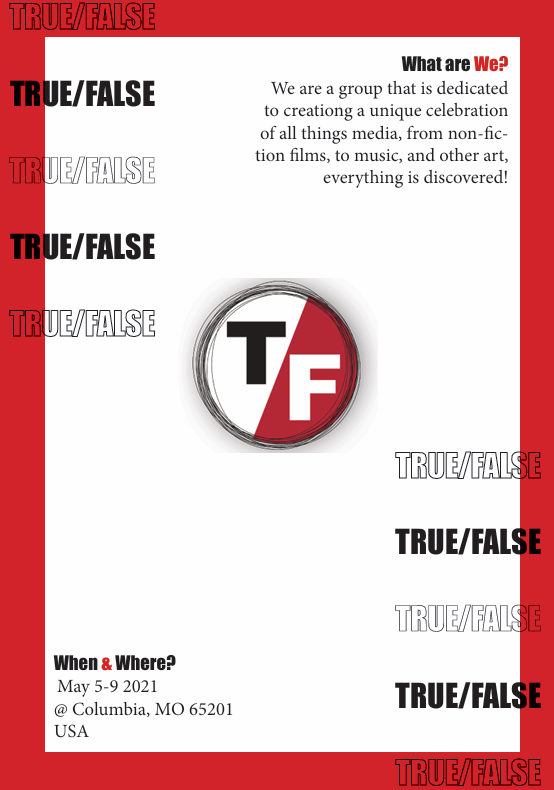 TRUE/FALSE
What are We?
TRUE/FALSE
We are a group that is dedicated
to creationg a unique celebration
of all things media, from non-fic-
tion films, to music, and other art,
everything is discovered!
TRUE/FALSE
TRUE/FALSE
TRUE/FALSE
T/F
TRUE/FALSE
TRUE/FALSE
TRUE/FALSE
When & Where?
May 5-9 2021
@ Columbia, MO 65201
USA
TRUE/FALSE
TRUE/FALSE